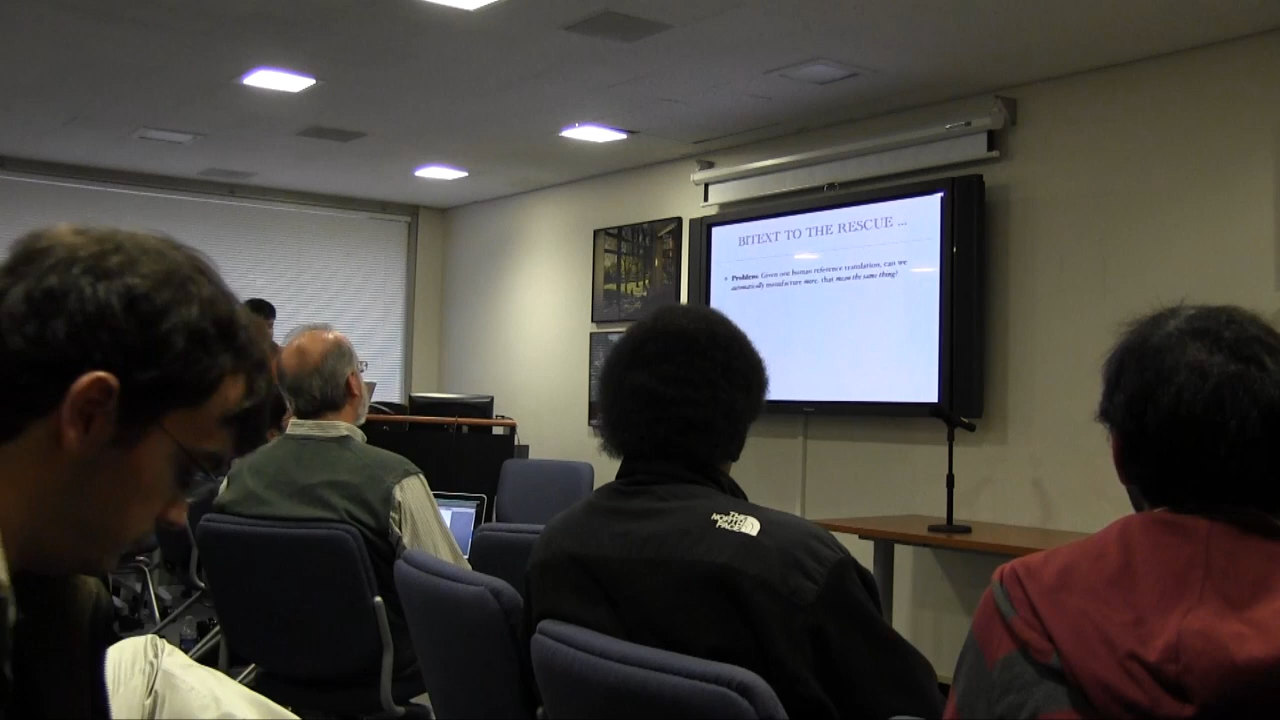 BITEXT TO THE RESCUE ...
Problem: Given one human reference translation, can we
automatically manufacture more, that mean the same thing?
THE
NORTH
FACE